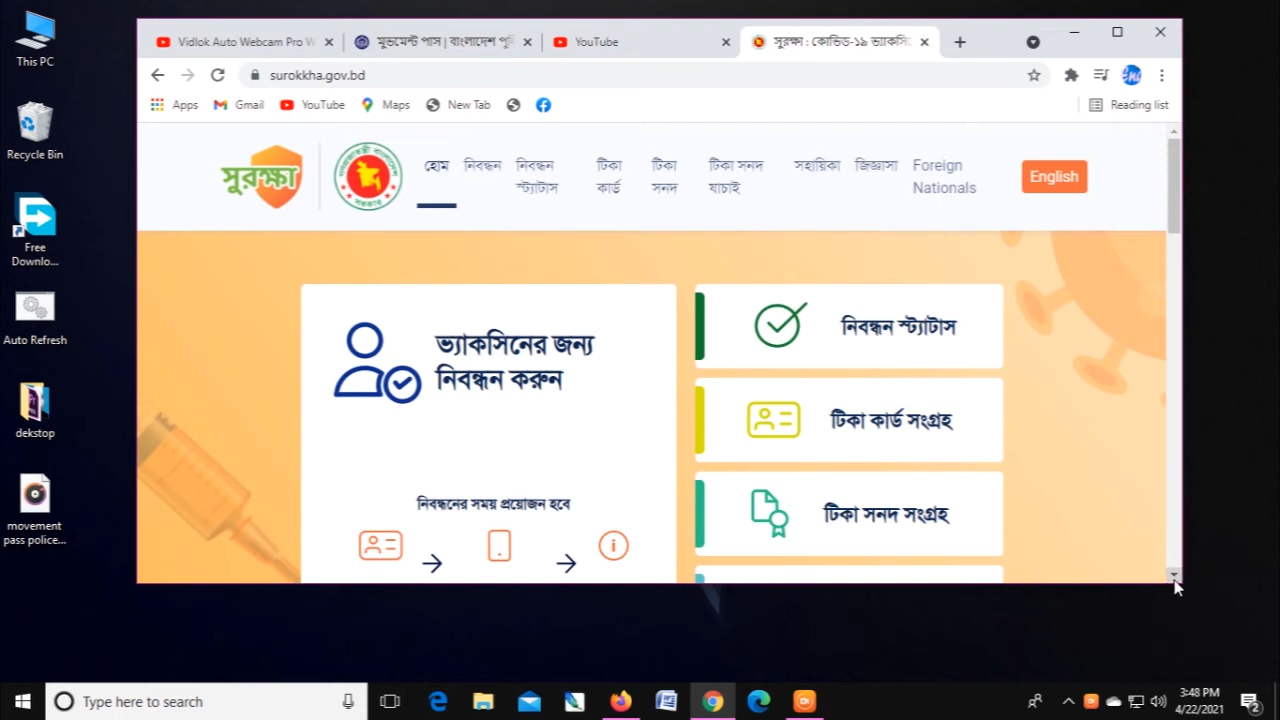 This PC
Recycle Bin
Free
Downlo...
Auto Refresh
dekstop
movement
pass police...
Vidlok Auto Webcam Pro W
মুভমেন্ট পাস | বাংলাদেশ পুলি
YouTube
সুরক্ষা : কোভিড-১৯ ভ্যাকসি
surokkha.gov.bd
Apps
Gmail
YouTube
Maps
New Tab
Reading list
সুরক্ষা
হোম
নিবন্ধন
নিবন্ধন
স্ট্যাটাস
টিকা
কার্ড
টিকা
সনদ
টিকা সনদ
যাচাই
সহায়িকা
জিজ্ঞাসা
Foreign
Nationals
English
ভ্যাকসিনের জন্য
নিবন্ধন করুন
নিবন্ধনের সময় প্রয়োজন হবে
নিবন্ধন স্ট্যাটাস
টিকা কার্ড সংগ্রহ
টিকা সনদ সংগ্রহ
Type here to search
3:48 PM
4/22/2021
2